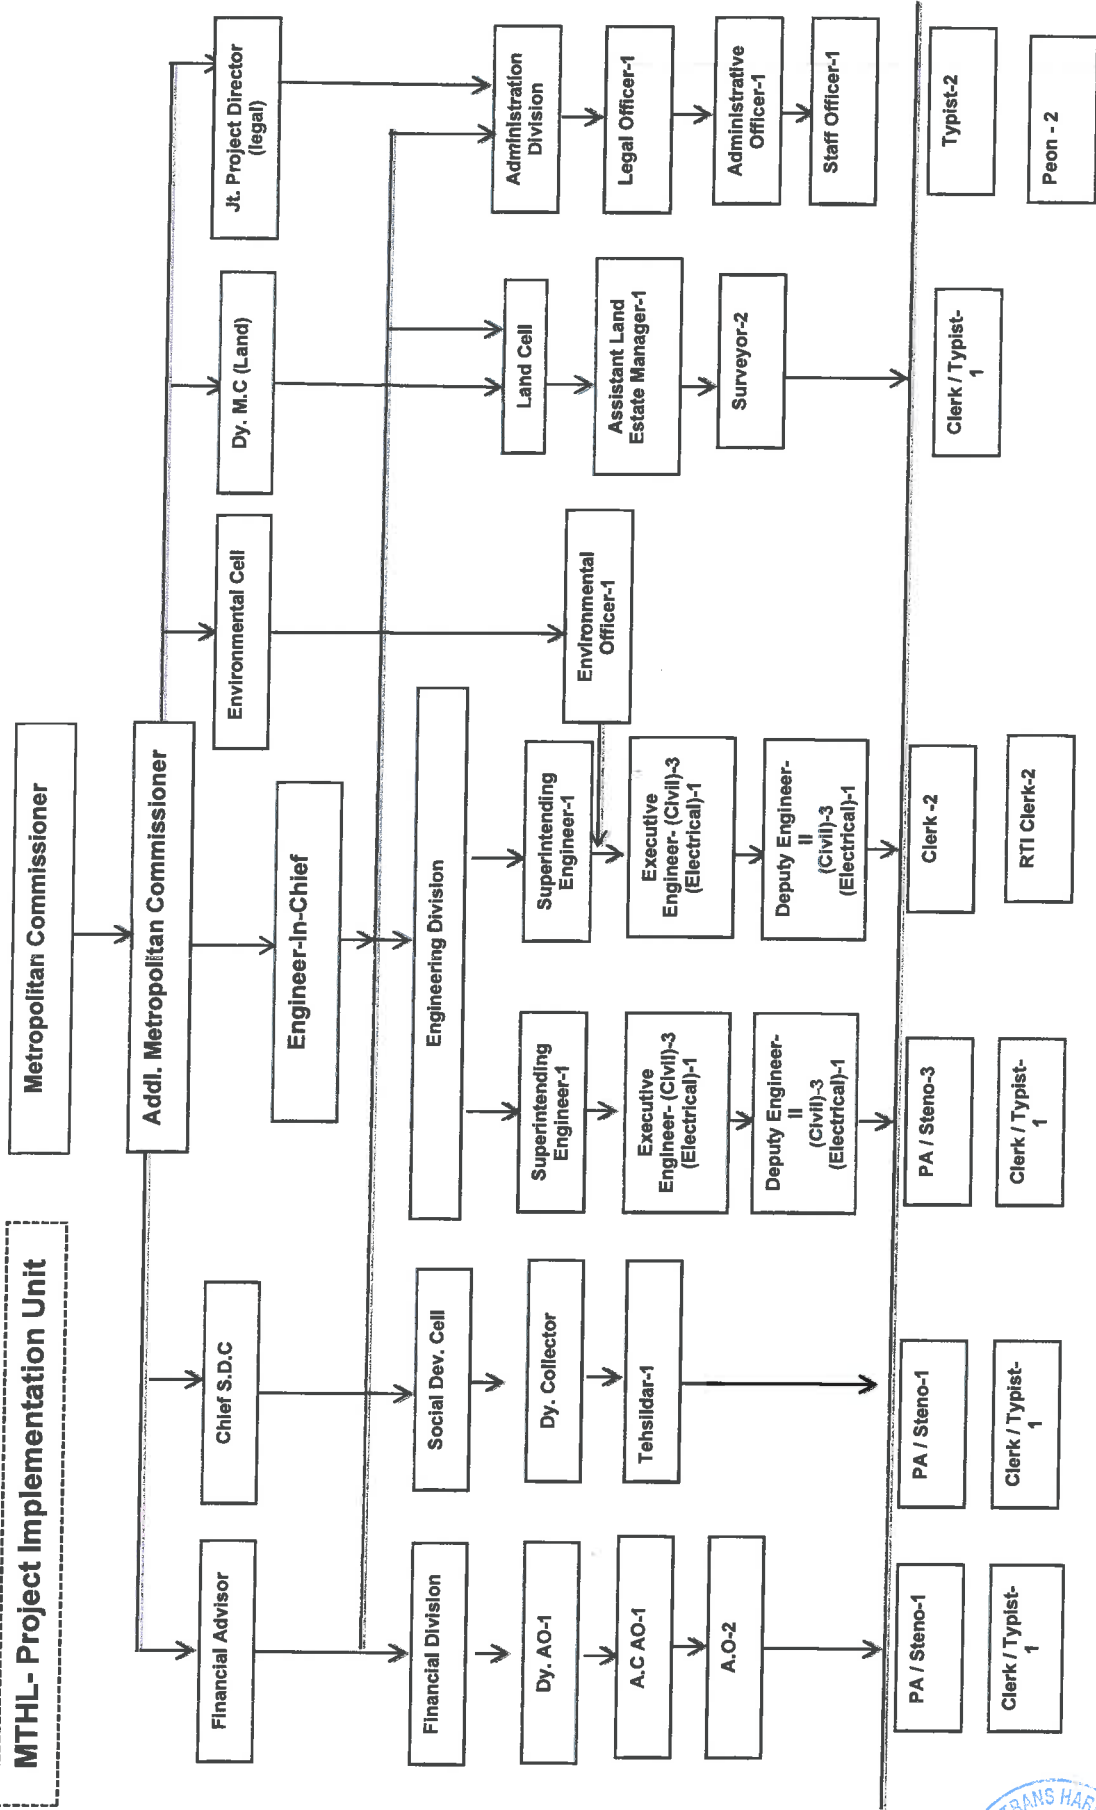 MTHL- Project Implementation Unit
Metropolitan Commissioner
Addl. Metropolitan Commissioner
Engineer-In-Chief
Financial Advisor
Chief S.D.C
Environmental Cell
Dy. M.C (Land)
Jt. Project Director
(legal)
Financial Division
Social Dev. Cell
Engineering Division
Land Cell
Administration
Division
Dy. AO-1
Dy. Collector
Superintending
Engineer-1
Superintending
Engineer-1
Environmental
Officer-1
Assistant Land
Estate Manager-1
Legal Officer-1
A.C AO-1
Tehsildar-1
Executive
Engineer- (Civil)-3
(Electrical)-1
Executive
Engineer- (Civil)-3
(Electrical)-1
Surveyor-2
Administrative
Officer-1
A.O-2
Deputy Engineer-
II
(Civil)-3
(Electrical)-1
Deputy Engineer-
II
(Civil)-3
(Electrical)-1
Staff Officer-1
PA / Steno-1
PA / Steno-1
PA / Steno-3
Clerk -2
Clerk / Typist-
1
Typist-2
Clerk / Typist-
1
Clerk / Typist-
1
Clerk / Typist-
1
RTI Clerk-2
Peon - 2
TRANS HAR